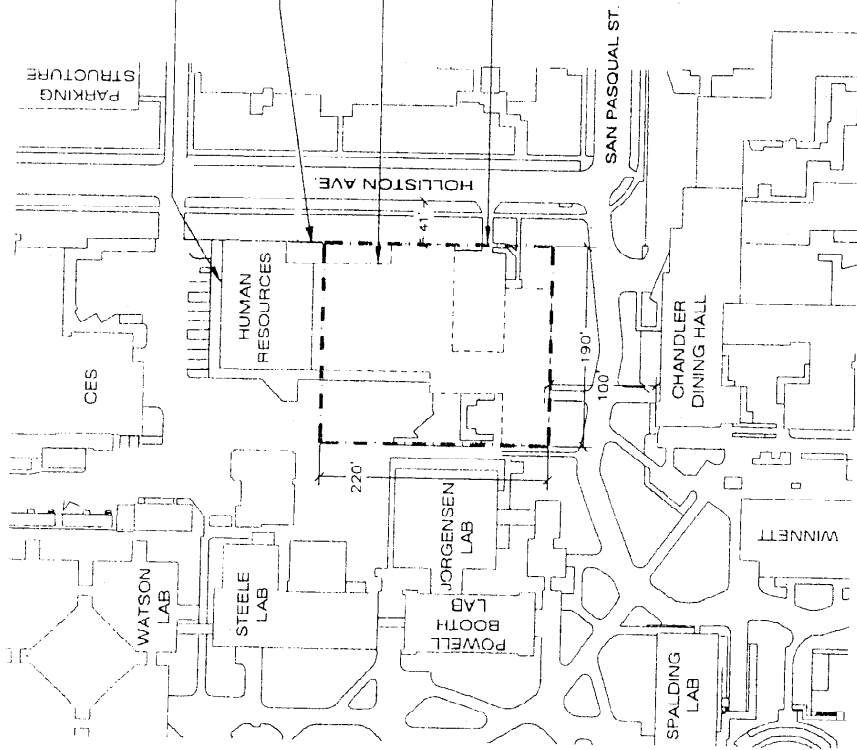 PARKING
STRUCTURE
SAN PASQUAL ST.
HOLLISTON AVE.
41'
HUMAN
RESOURCES
CES
190'
100'
CHANDLER
DINING HALL
220'
JORGENSEN
LAB
WINNETT
WATSON
LAB
STEELE
LAB
POWELL
BOOTH
LAB
SPALDING
LAB